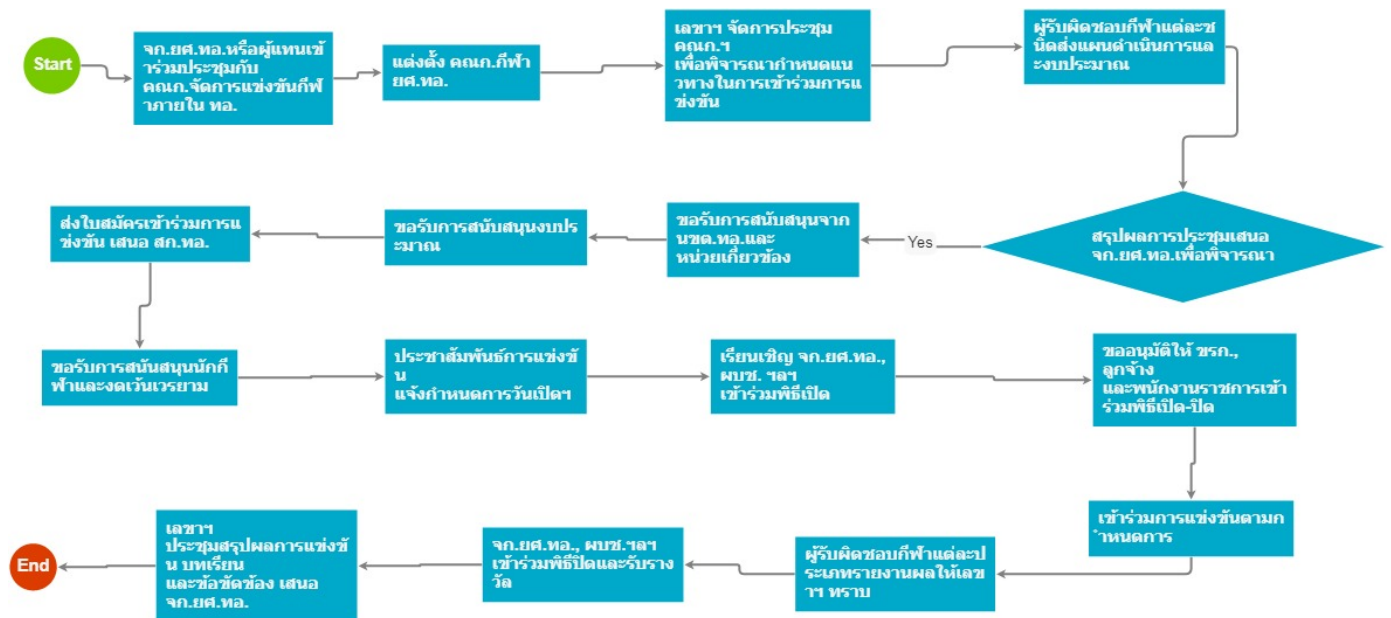 Start
จก.ยศ.ทอ.หรือผู้แทนเข้
าร่วมประชุมกับ
คณก.จัดการแข่งขันกีฬ
าภายใน ทอ.
แต่งตั้ง คณก.กีฬา
ยศ.ทอ.
เลขาฯ จัดการประชุม
คณก.ฯ
เพื่อพิจารณากำหนดแน
วทางในการเข้าร่วมการแ
ข่งขัน
ผู้รับผิดชอบกีฬาแต่ละช
นิดส่งแผนดำเนินการแล
ะงบประมาณ
สรุปผลการประชุมเสนอ
จก.ยศ.ทอ.เพื่อพิจารณา
Yes
ขอรับการสนับสนุนจาก
นขต.ทอ.และ
หน่วยเกี่ยวข้อง
ขอรับการสนับสนุนงบปร
ะมาณ
ส่งใบสมัครเข้าร่วมการแ
ข่งขัน เสนอ สก.ทอ.
ขอรับการสนันสนุนนักกี
ฬาและงดเว้นเวรยาม
ประชาสัมพันธ์การแข่งขั
น
แจ้งกำหนดการวันเปิดฯ
เรียนเชิญ จก.ยศ.ทอ.,
ผบช. ฯลฯ
เข้าร่วมพิธีเปิด
ขออนุมัติให้ ขรก.,
ลูกจ้าง
และพนักงานราชการเข้า
ร่วมพิธีเปิด-ปิด
เข้าร่วมการแข่งขันตามก
ำหนดการ
ผู้รับผิดชอบกีฬาแต่ละป
ระเภทรายงานผลให้เลข
าฯ ทราบ
จก.ยศ.ทอ., ผบช.ฯลฯ
เข้าร่วมพิธีปิดและรับราง
วัล
เลขาฯ
ประชุมสรุปผลการแข่งขั
น บทเรียน
และข้อขัดข้อง เสนอ
จก.ยศ.ทอ.
End